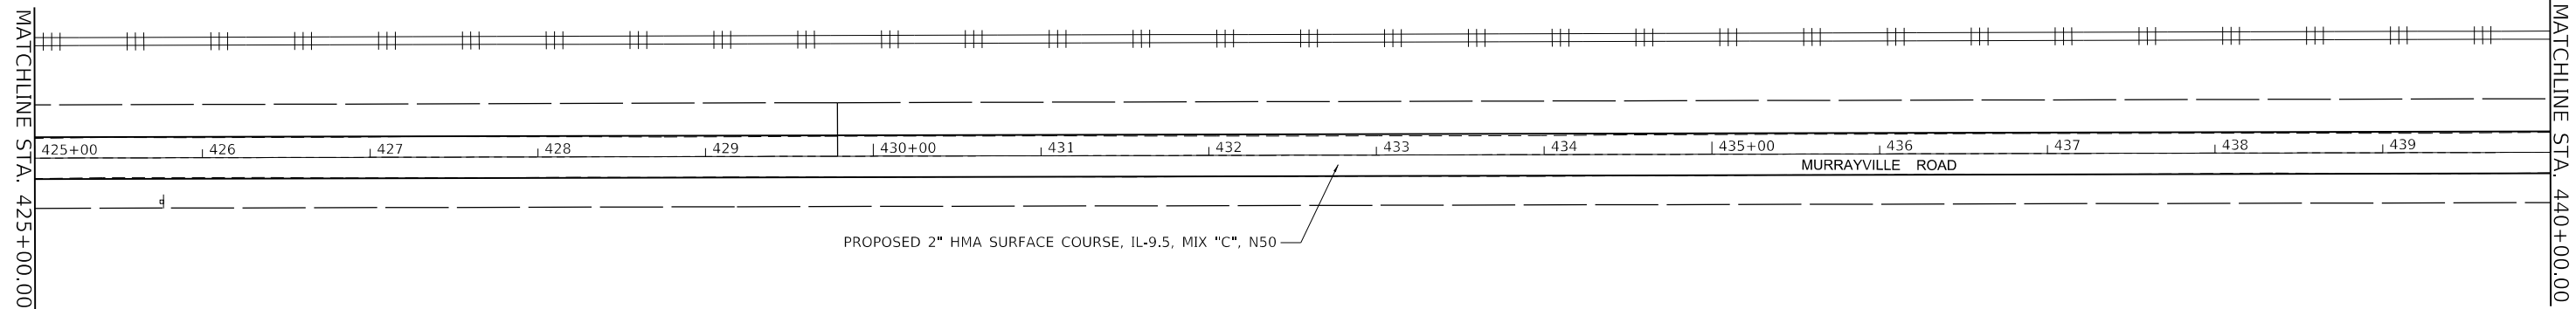 MATCHLINE STA. 425+00.00
425+00 426 427 428 429 430+00 431 432 433 434 435+00 436 437 438 439
MURRAYVILLE ROAD
PROPOSED 2" HMA SURFACE COURSE, IL-9.5, MIX "C", N50
MATCHLINE STA. 440+00.00